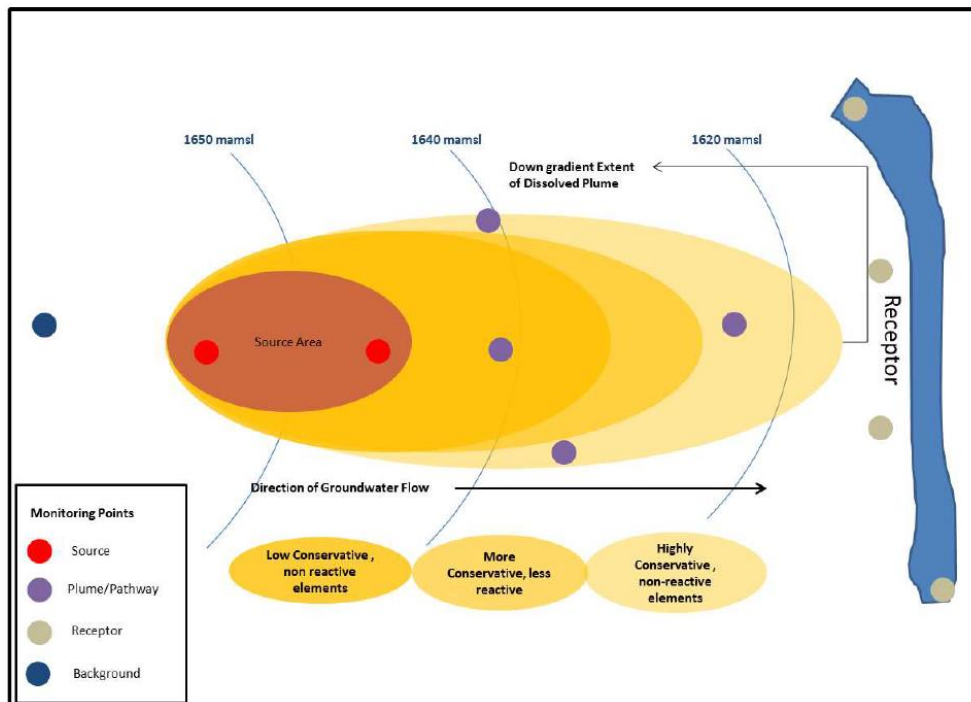 1650 mamsl
1640 mamsl
1620 mamsl
Down gradient Extent
of Dissolved Plume
Source Area
Receptor
Direction of Groundwater Flow
Low Conservative ,
non reactive
elements
More
Conservative, less
reactive
Highly
Conservative ,
non-reactive
elements
Monitoring Points
Source
Plume/Pathway
Receptor
Background